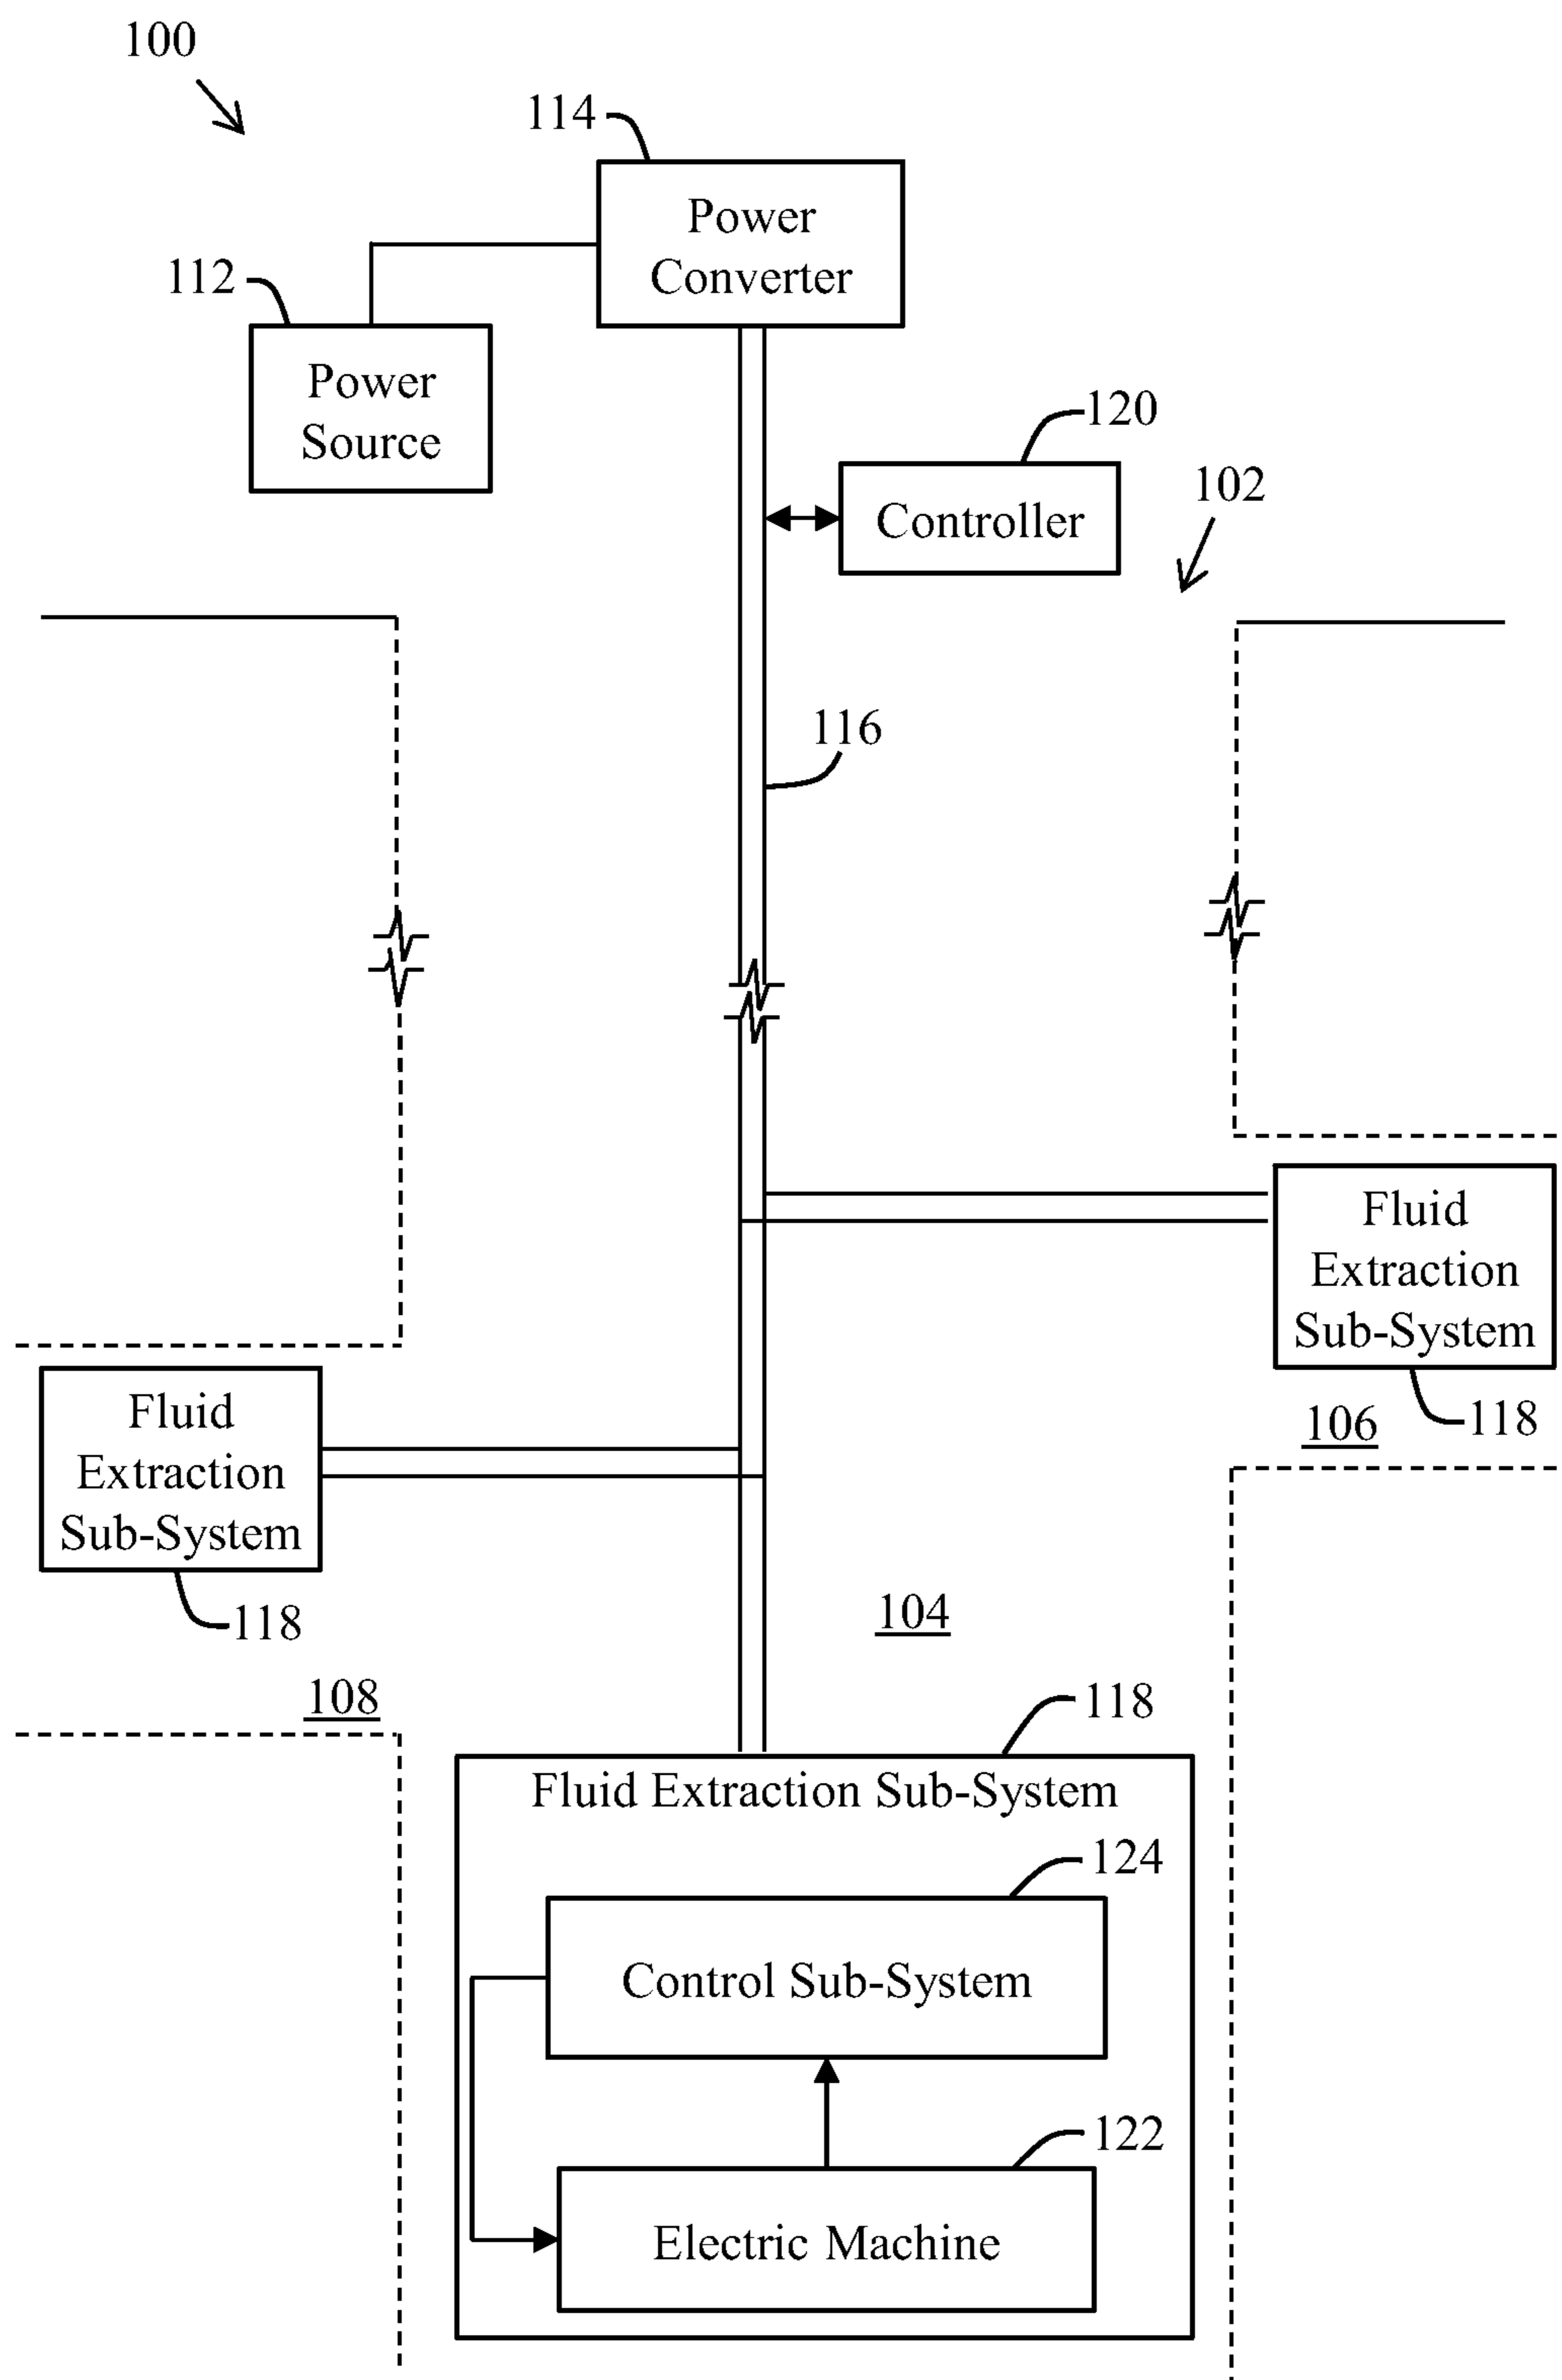 100
114
Power
Converter
112
Power
Source
120
Controller
102
116
Fluid
Extraction
Sub-System
118
106
Fluid
Extraction
Sub-System
118
104
108
118
Fluid Extraction Sub-System
124
Control Sub-System
122
Electric Machine